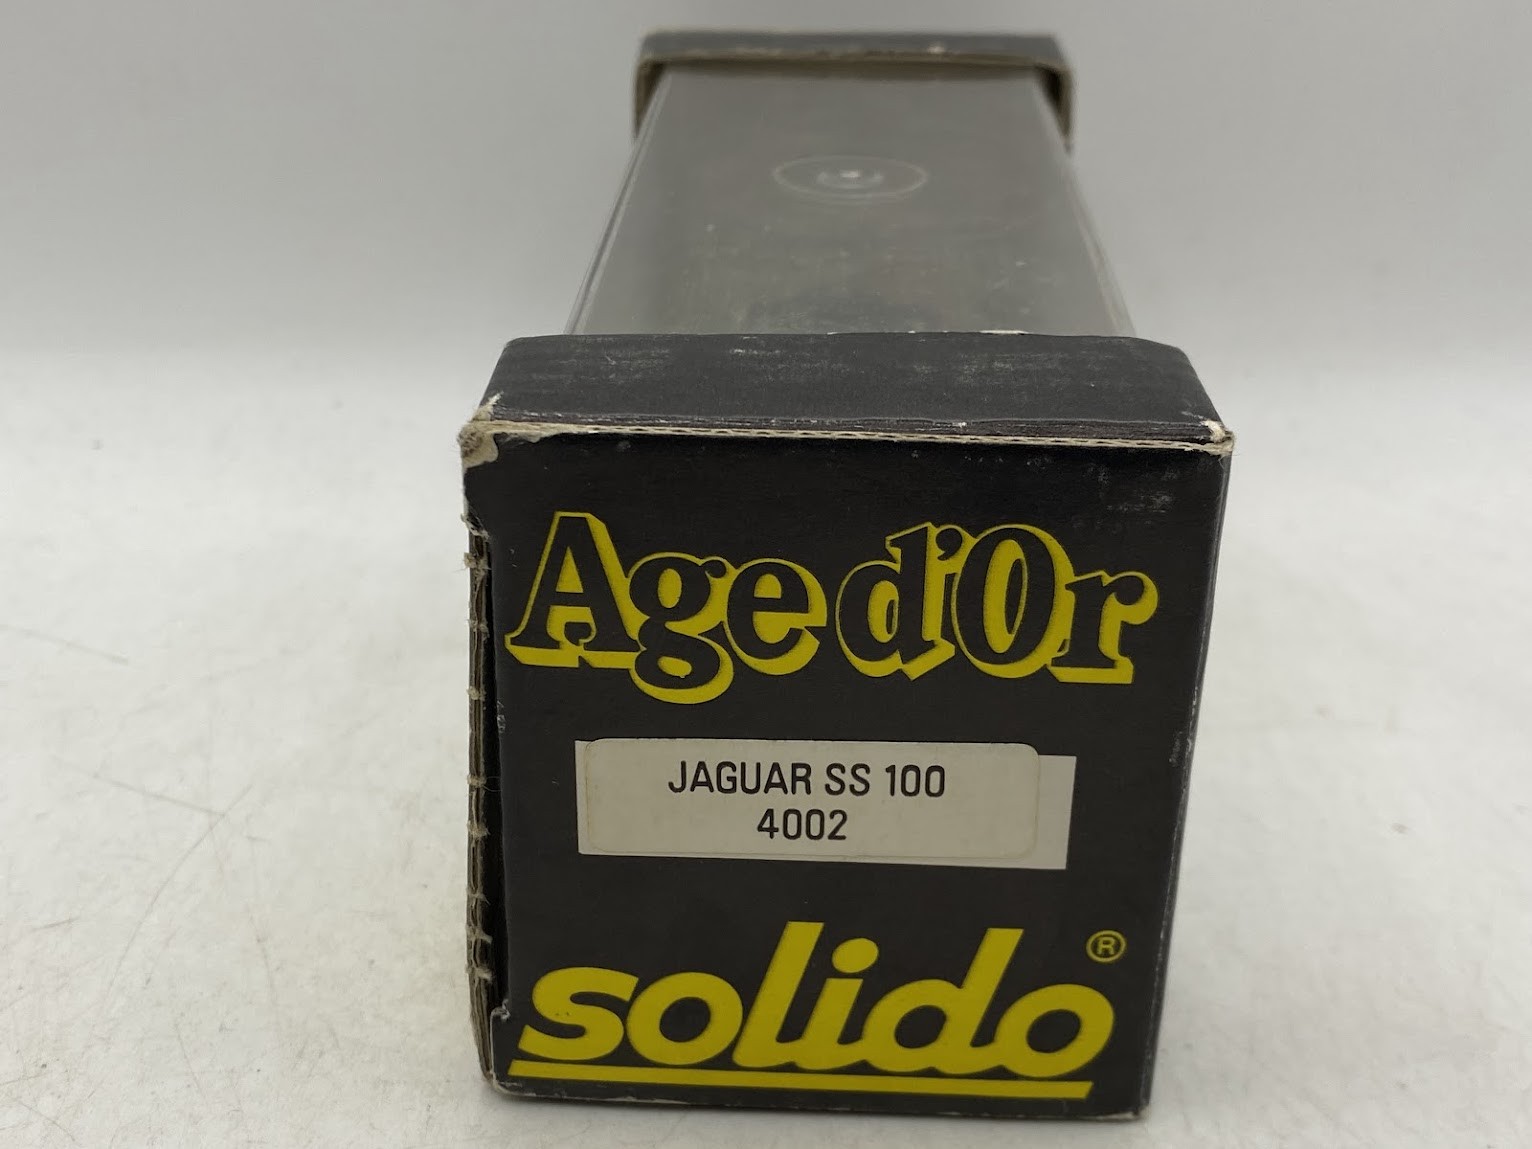 Age d'Or
JAGUAR SS 100
4002
solido ®